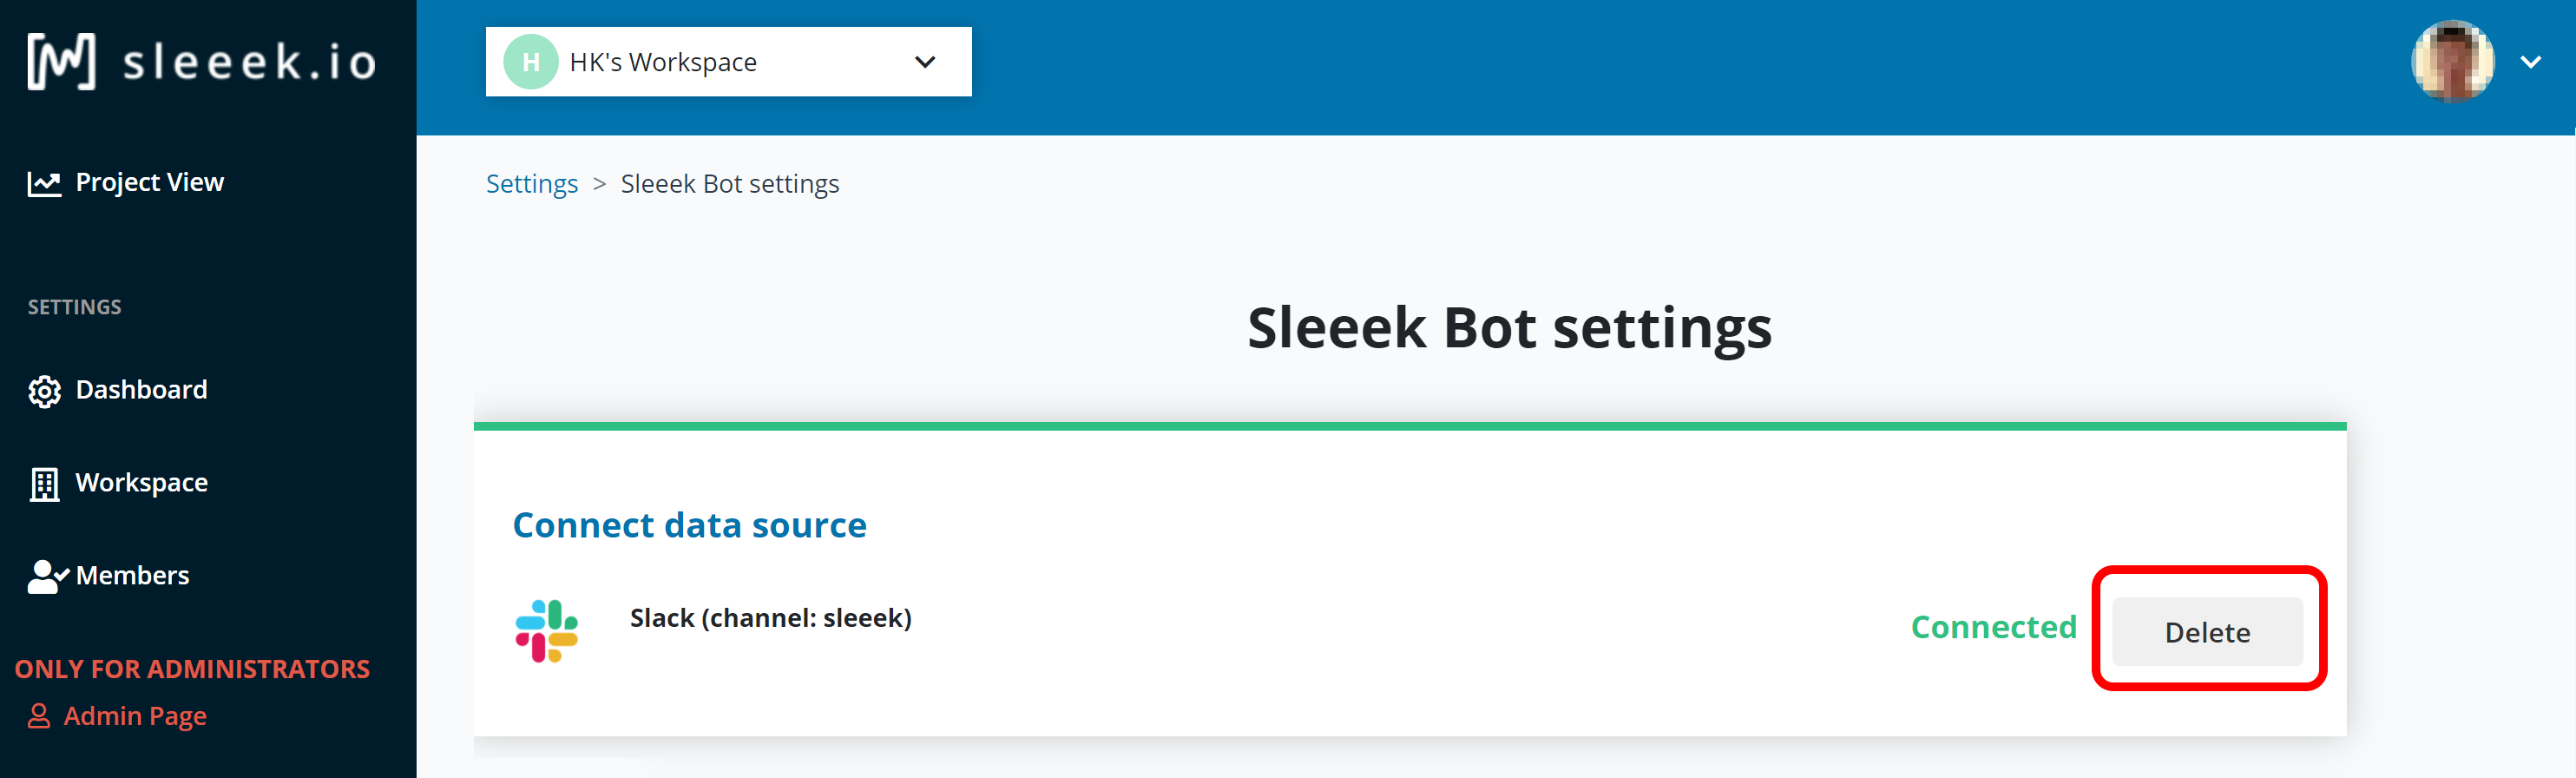 sleeek.io
H HK's Workspace
Project View
Settings > Sleeek Bot settings
SETTINGS
Sleeek Bot settings
Dashboard
Workspace
Connect data source
Members
Slack (channel: sleeek)
Connected
Delete
ONLY FOR ADMINISTRATORS
Admin Page